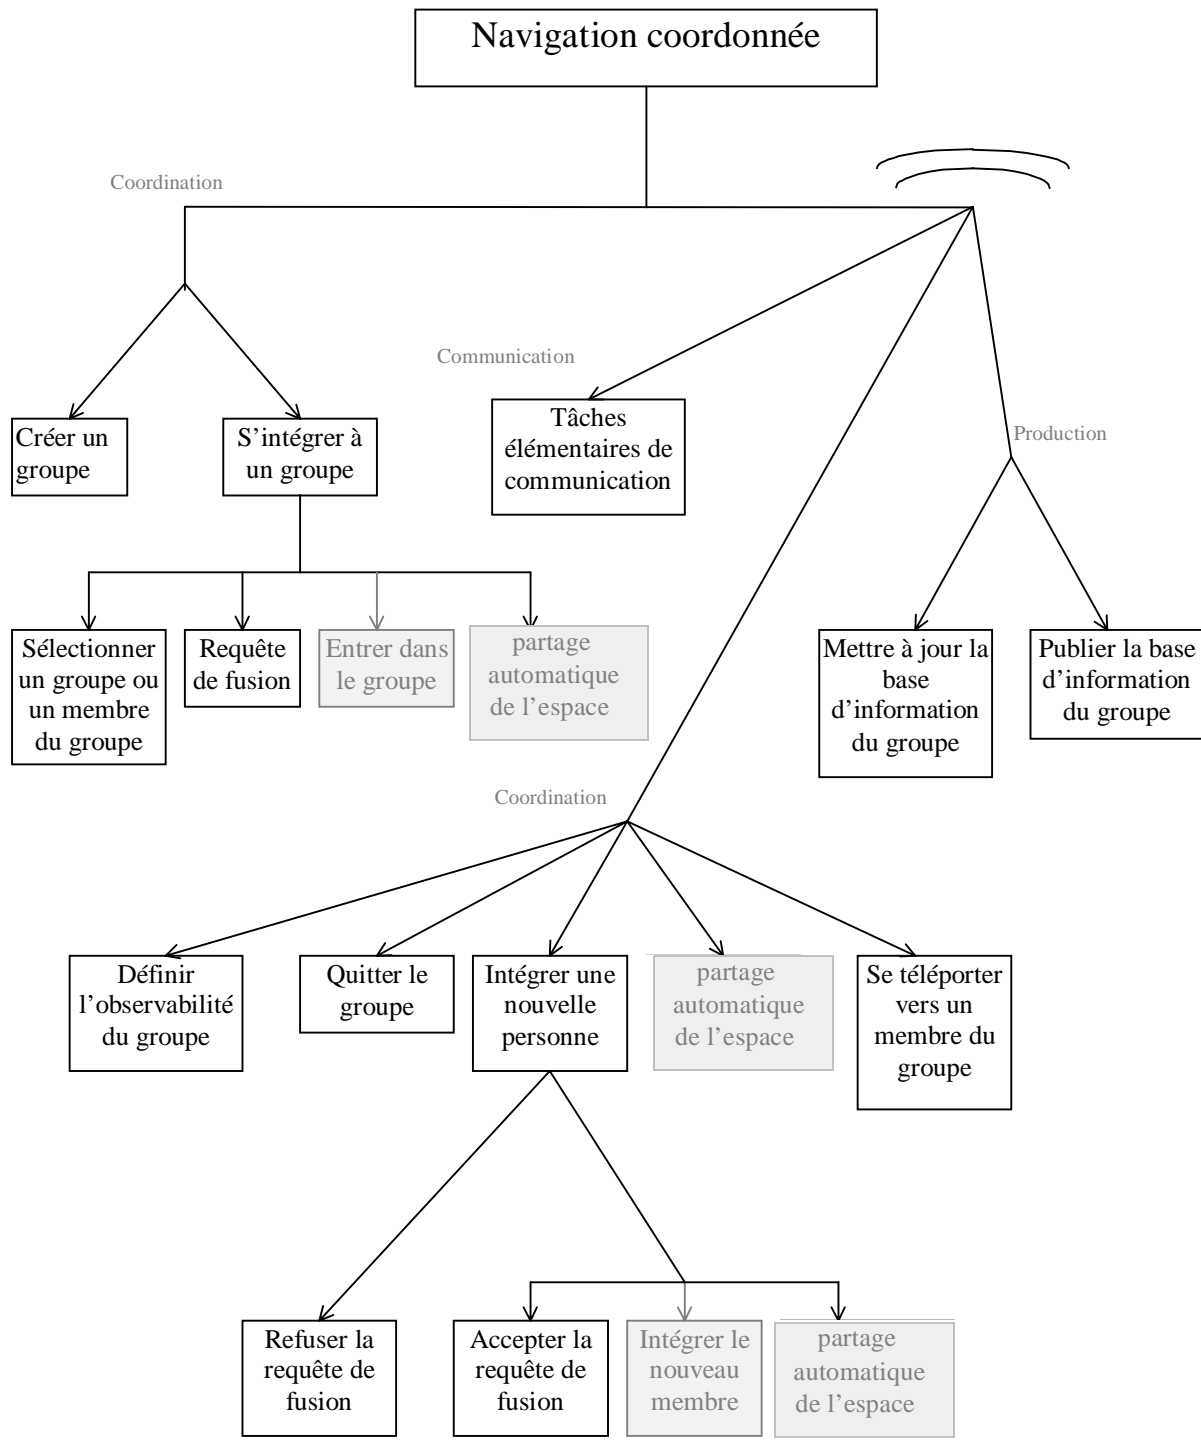 Navigation coordonnée
Coordination
Communication
Créer un
groupe
S’intégrer à
un groupe
Tâches
élémentaires de
communication
Production
Sélectionner
un groupe ou
un membre
du groupe
Requête
de fusion
Entrer dans
le groupe
partage
automatique
de l’espace
Mettre à jour la
base
d’information
du groupe
Publier la base
d’information
du groupe
Coordination
Définir
l’observabilité
du groupe
Quitter le
groupe
Intégrer une
nouvelle
personne
partage
automatique
de l’espace
Se téléporter
vers un
membre du
groupe
Refuser la
requête de
fusion
Accepter la
requête de
fusion
Intégrer le
nouveau
membre
partage
automatique
de l’espace